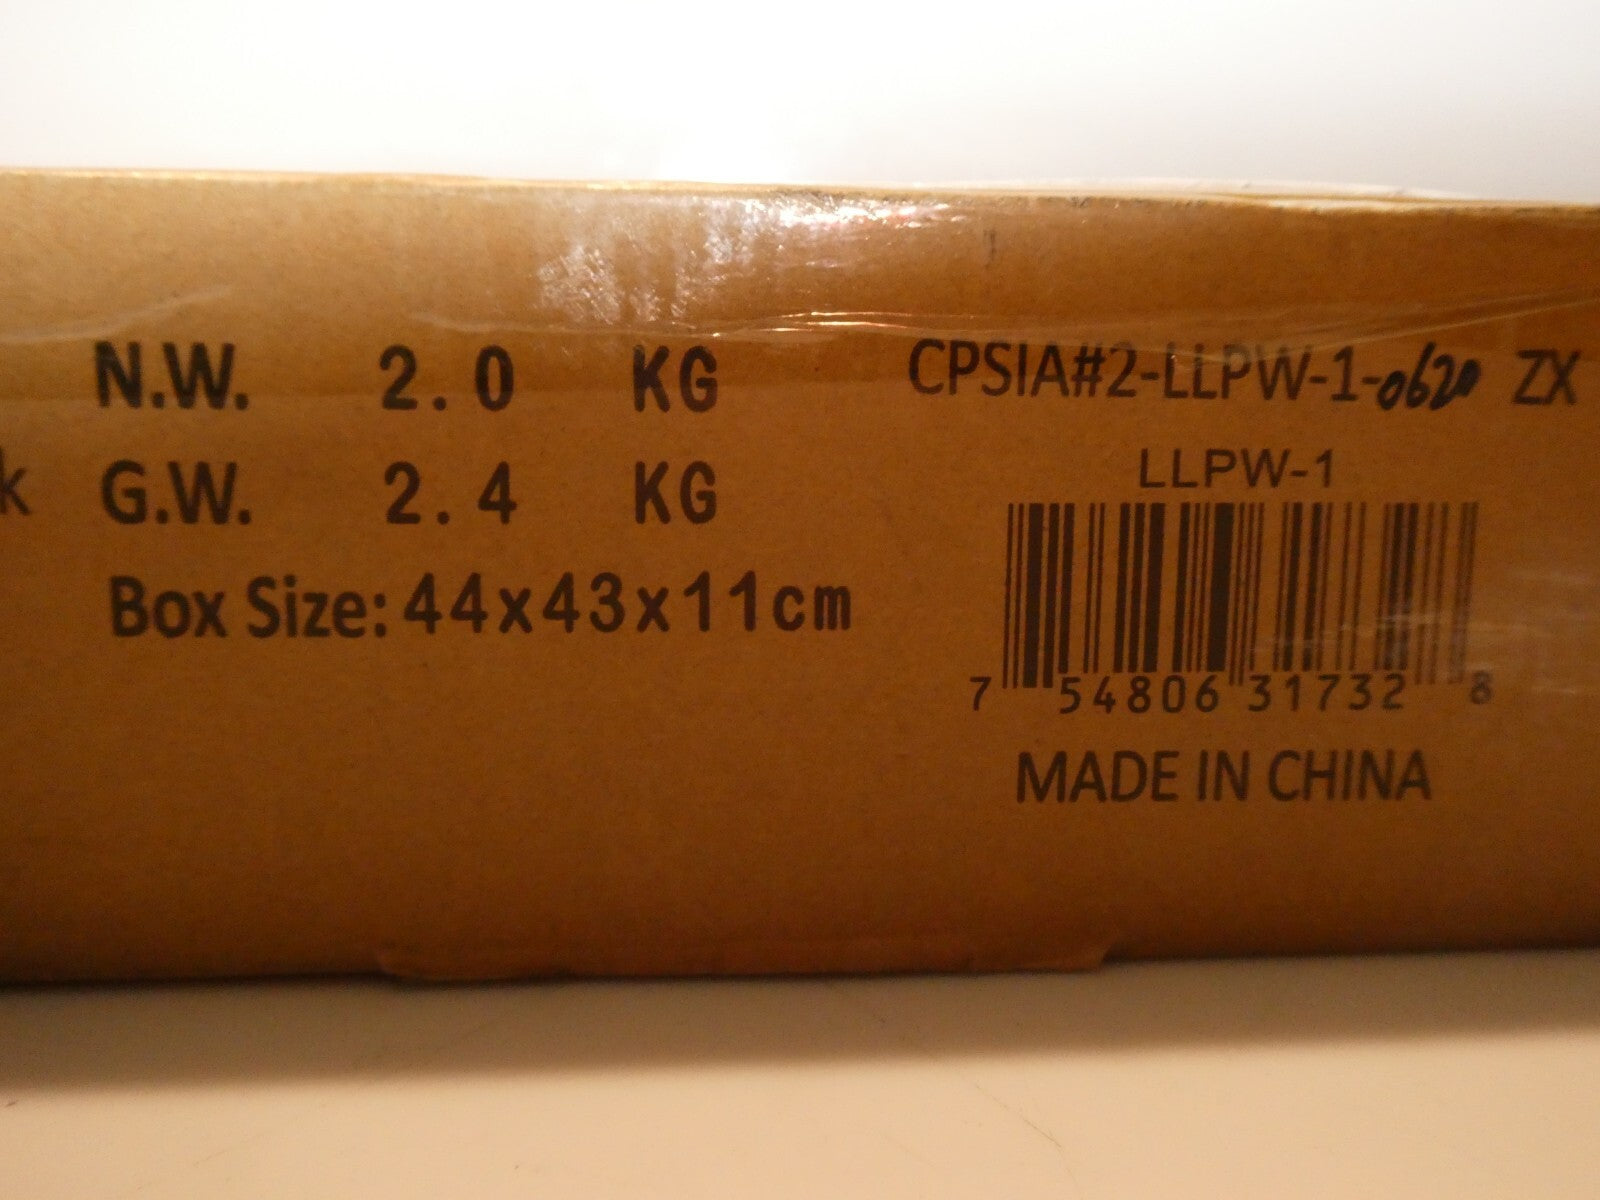 N.W. 2.0 KG
k G.W. 2.4 KG
Box Size: 44x43x11cm
CPSIA#2-LLPW-1-0620 ZX
LLPW-1
7 54806 31732 8
MADE IN CHINA